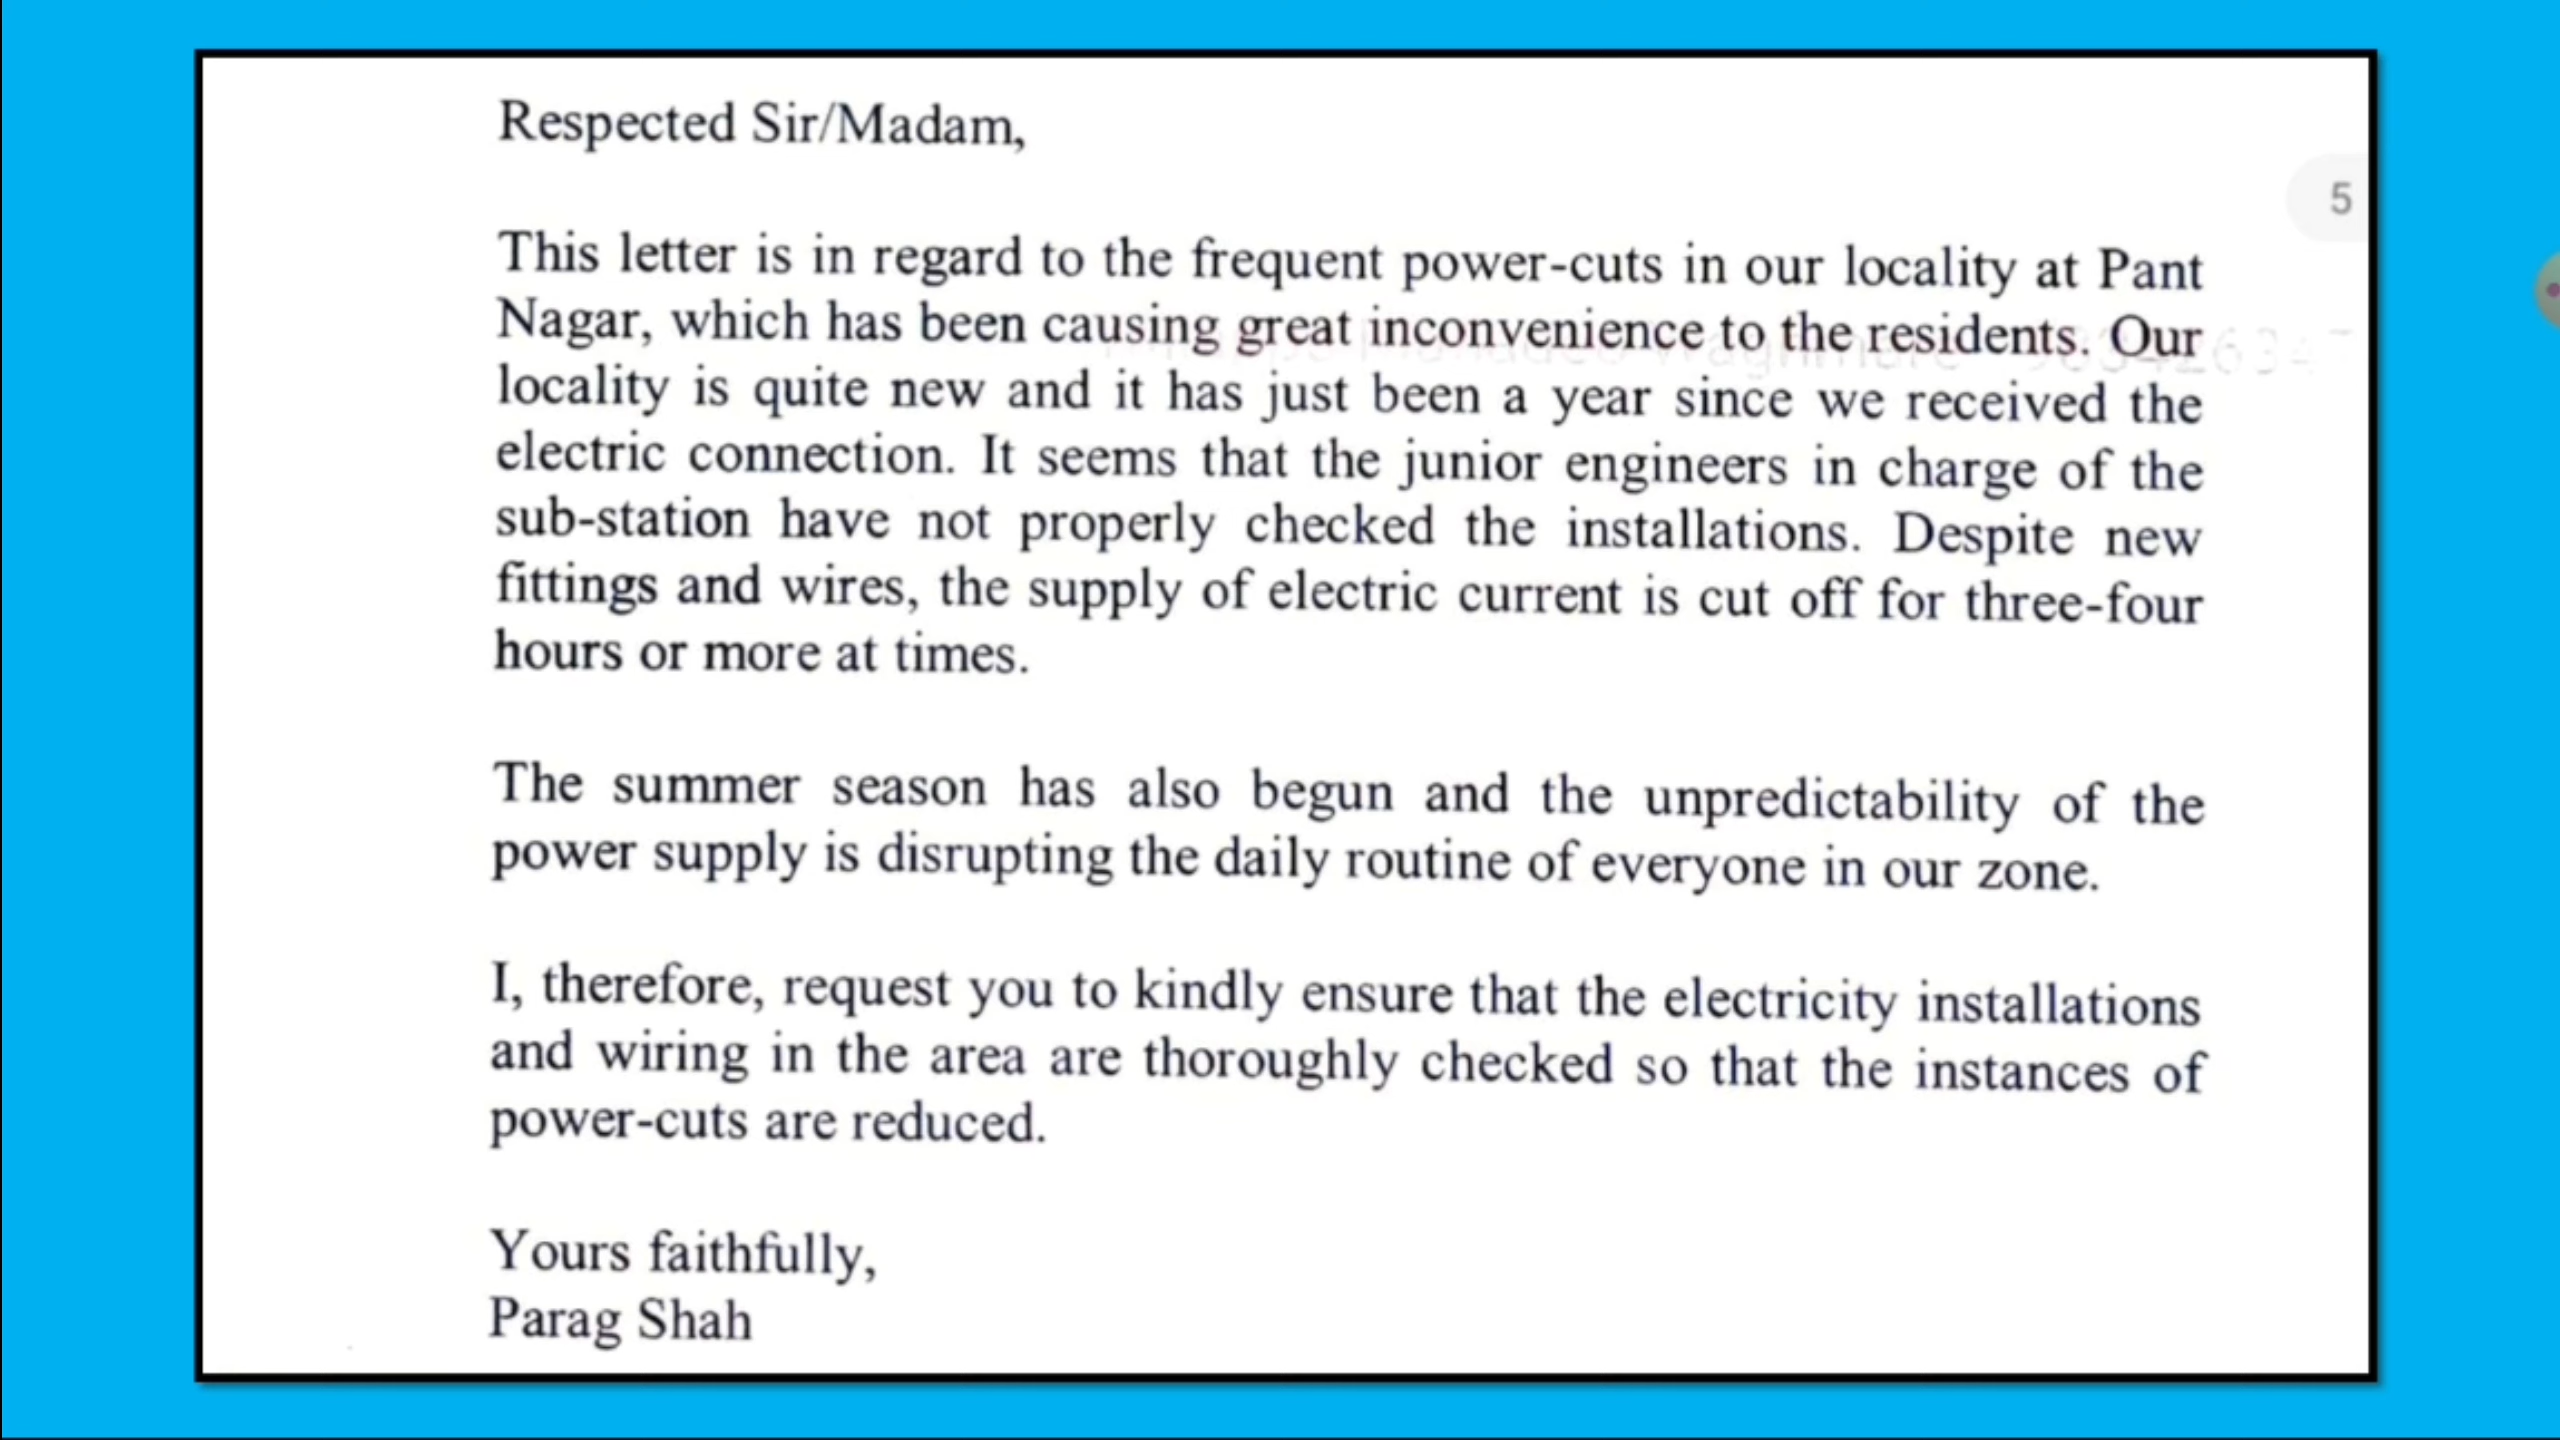 Respected Sir/Madam,
5
This letter is in regard to the frequent power-cuts in our locality at Pant
Nagar, which has been causing great inconvenience to the residents. Our
locality is quite new and it has just been a year since we received the
electric connection. It seems that the junior engineers in charge of the
sub-station have not properly checked the installations. Despite new
fittings and wires, the supply of electric current is cut off for three-four
hours or more at times.
The summer season has also begun and the unpredictability of the
power supply is disrupting the daily routine of everyone in our zone.
I, therefore, request you to kindly ensure that the electricity installations
and wiring in the area are thoroughly checked so that the instances of
power-cuts are reduced.
Yours faithfully,
Parag Shah